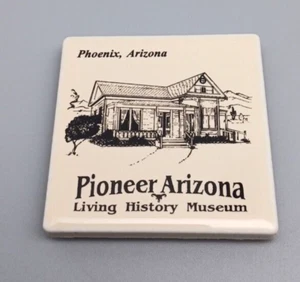 Phoenix, Arizona
Pioneer Arizona
Living History Museum